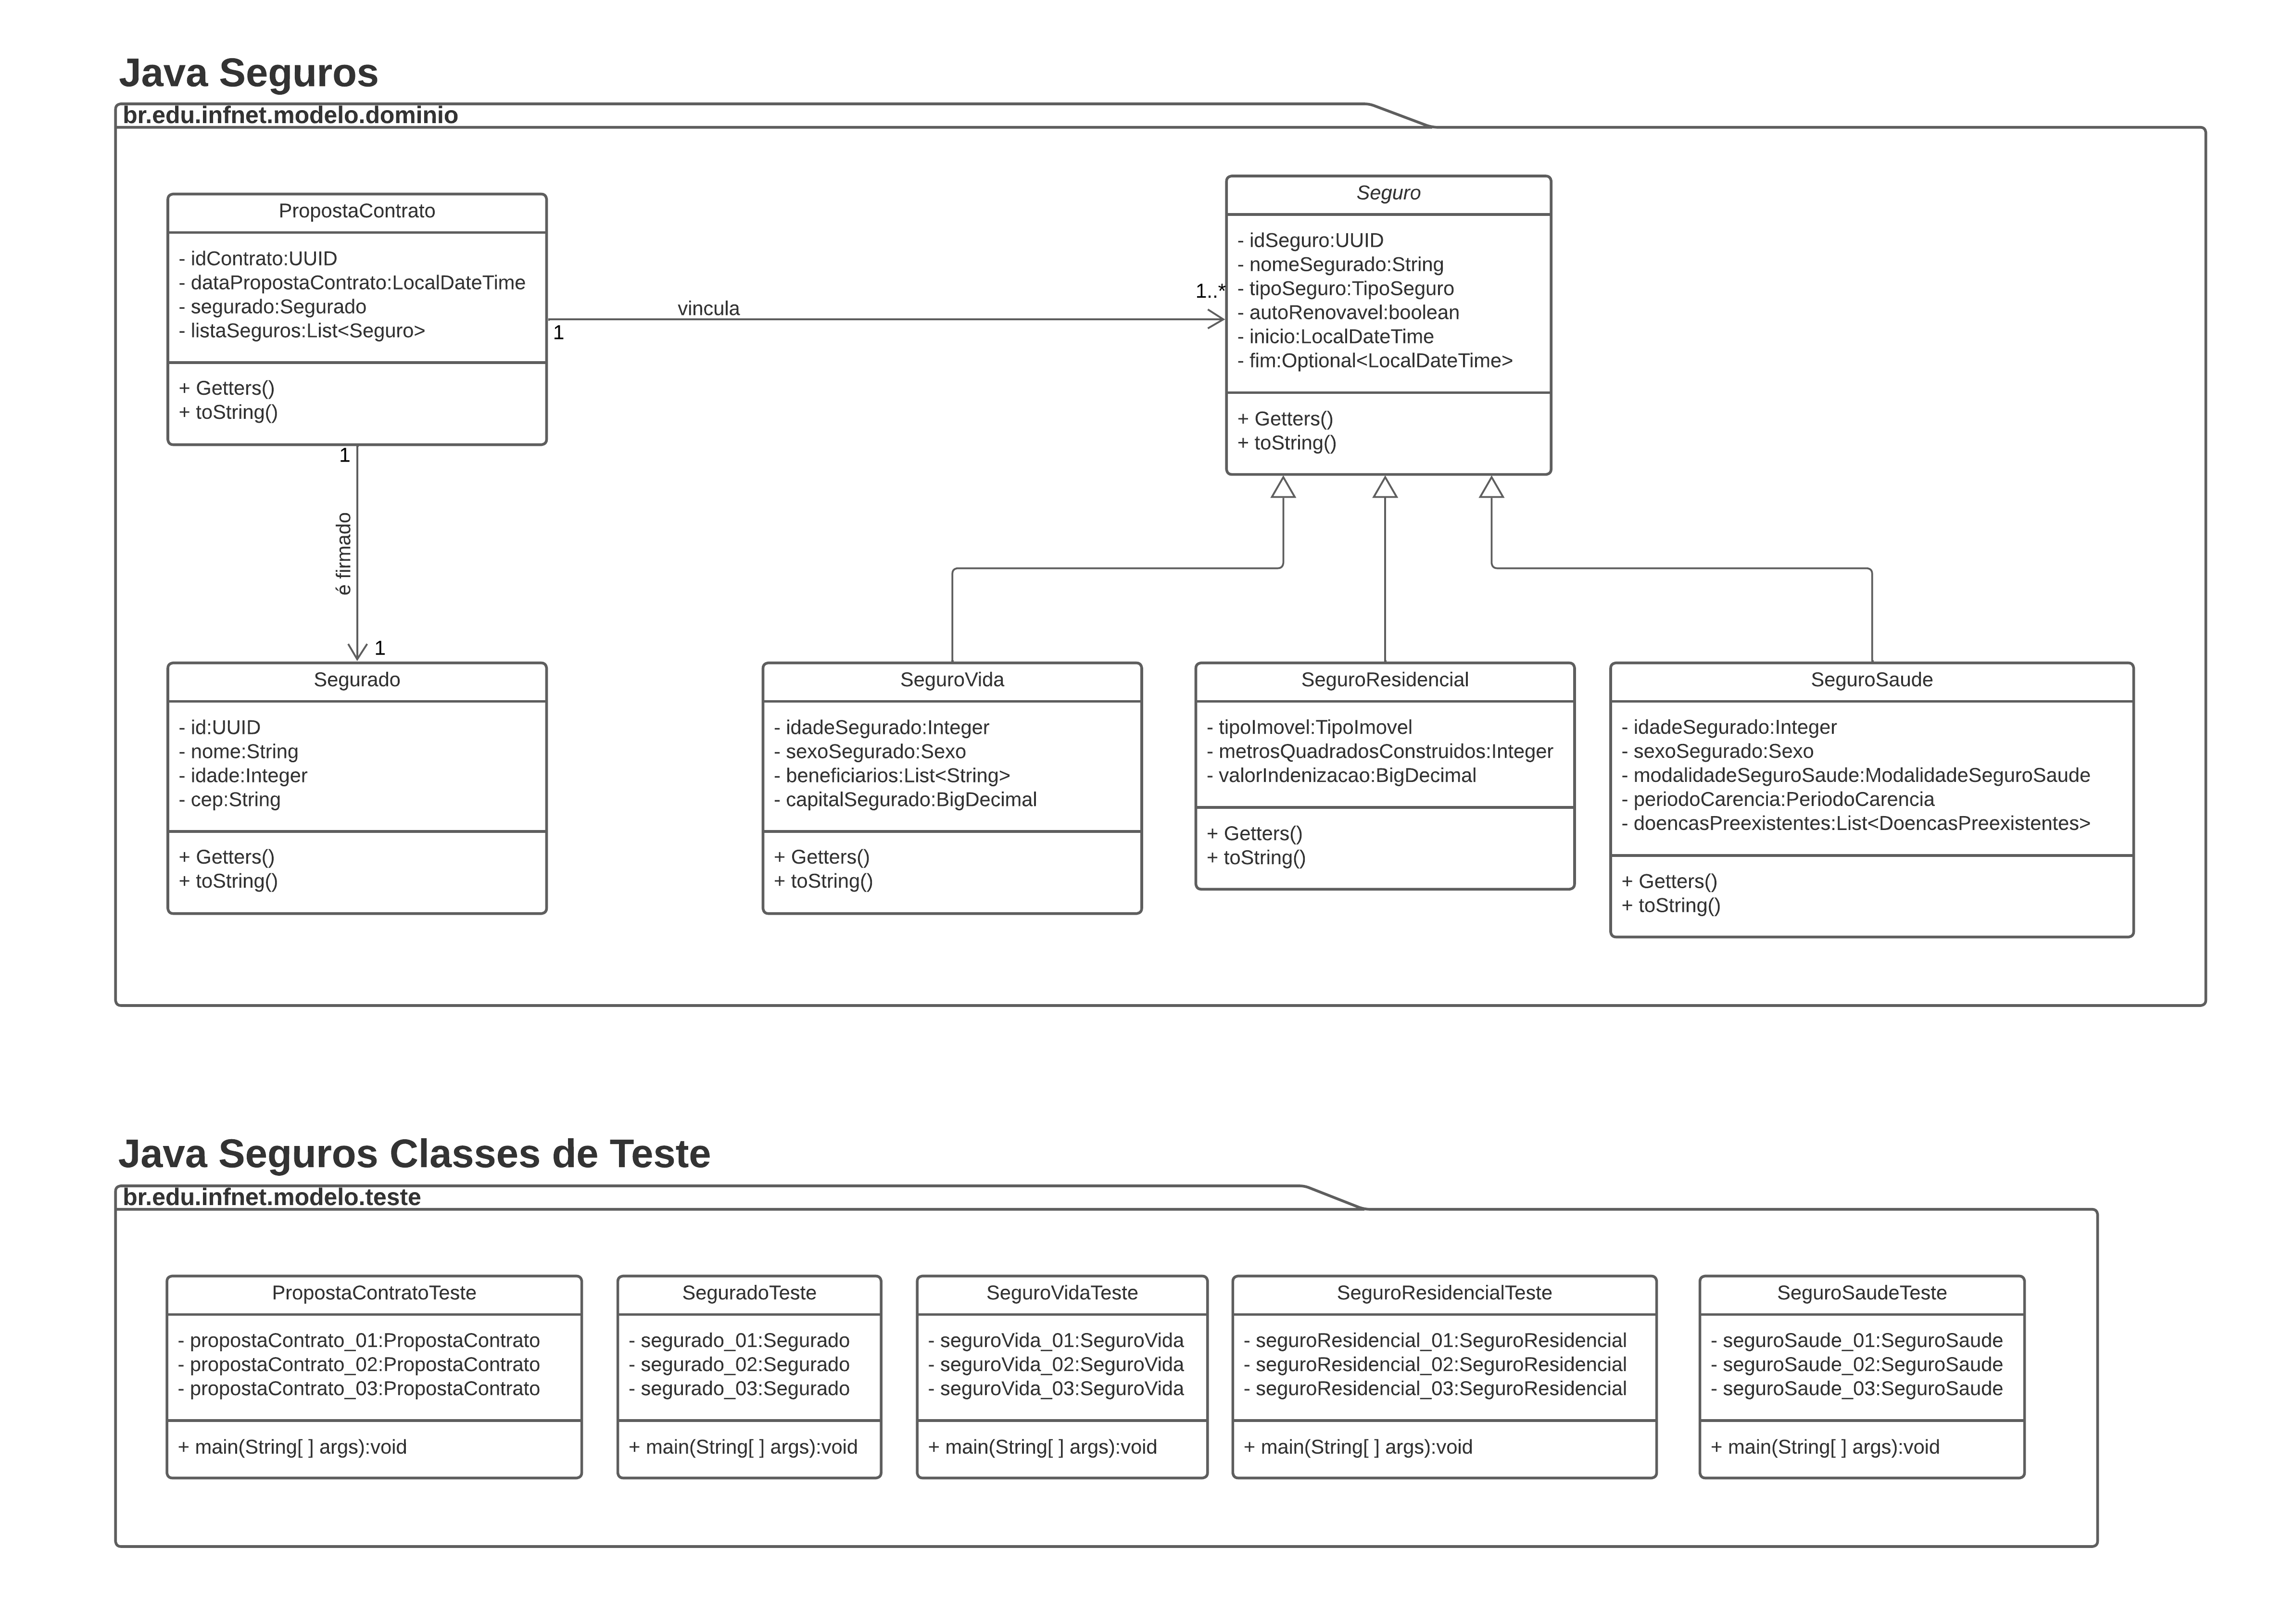 Java Seguros
br.edu.infnet.modelo.dominio
PropostaContrato
- idContrato:UUID
- dataPropostaContrato:LocalDateTime
- segurado:Segurado
- listaSeguros:List<Seguro>
+ Getters()
+ toString()
vincula
1
1..*
Seguro
- idSeguro:UUID
- nomeSegurado:String
- tipoSeguro:TipoSeguro
- autoRenovavel:boolean
- inicio:LocalDateTime
- fim:Optional<LocalDateTime>
+ Getters()
+ toString()
1
é firmado
1
Segurado
- id:UUID
- nome:String
- idade:Integer
- cep:String
+ Getters()
+ toString()
SeguroVida
- idadeSegurado:Integer
- sexoSegurado:Sexo
- beneficiarios:List<String>
- capitalSegurado:BigDecimal
+ Getters()
+ toString()
SeguroResidencial
- tipoImovel:TipoImovel
- metrosQuadradosConstruidos:Integer
- valorIndenizacao:BigDecimal
+ Getters()
+ toString()
SeguroSaude
- idadeSegurado:Integer
- sexoSegurado:Sexo
- modalidadeSeguroSaude:ModalidadeSeguroSaude
- periodoCarencia:PeriodoCarencia
- doencasPreexistentes:List<DoencasPreexistentes>
+ Getters()
+ toString()
Java Seguros Classes de Teste
br.edu.infnet.modelo.teste
PropostaContratoTeste
- propostaContrato_01:PropostaContrato
- propostaContrato_02:PropostaContrato
- propostaContrato_03:PropostaContrato
+ main(String[ ] args):void
SeguradoTeste
- segurado_01:Segurado
- segurado_02:Segurado
- segurado_03:Segurado
+ main(String[ ] args):void
SeguroVidaTeste
- seguroVida_01:SeguroVida
- seguroVida_02:SeguroVida
- seguroVida_03:SeguroVida
+ main(String[ ] args):void
SeguroResidencialTeste
- seguroResidencial_01:SeguroResidencial
- seguroResidencial_02:SeguroResidencial
- seguroResidencial_03:SeguroResidencial
+ main(String[ ] args):void
SeguroSaudeTeste
- seguroSaude_01:SeguroSaude
- seguroSaude_02:SeguroSaude
- seguroSaude_03:SeguroSaude
+ main(String[ ] args):void